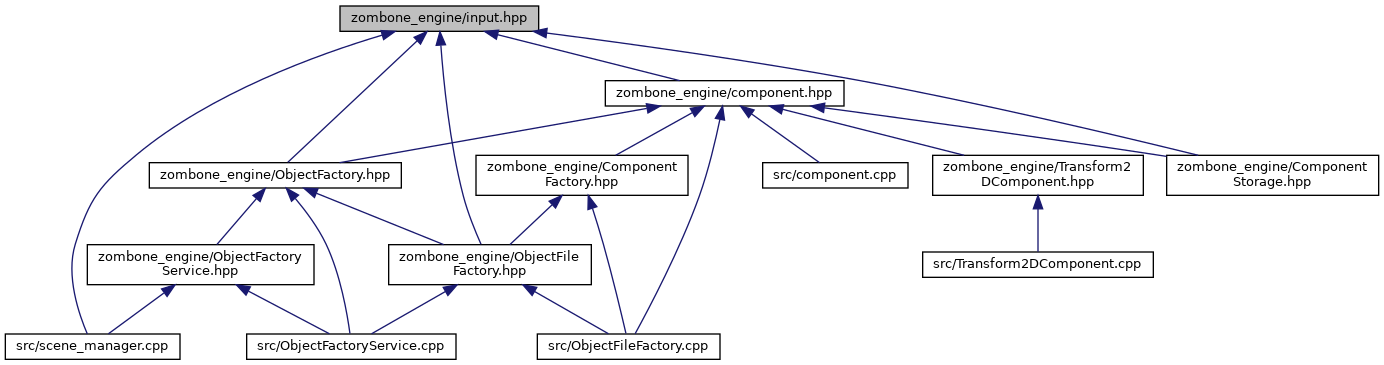 zombone_engine/input.hpp
zombone_engine/component.hpp
zombone_engine/ObjectFactory.hpp
zombone_engine/Component
Factory.hpp
src/component.cpp
zombone_engine/Transform2
DComponent.hpp
zombone_engine/Component
Storage.hpp
zombone_engine/ObjectFactory
Service.hpp
zombone_engine/ObjectFile
Factory.hpp
src/Transform2DComponent.cpp
src/scene_manager.cpp
src/ObjectFactoryService.cpp
src/ObjectFileFactory.cpp